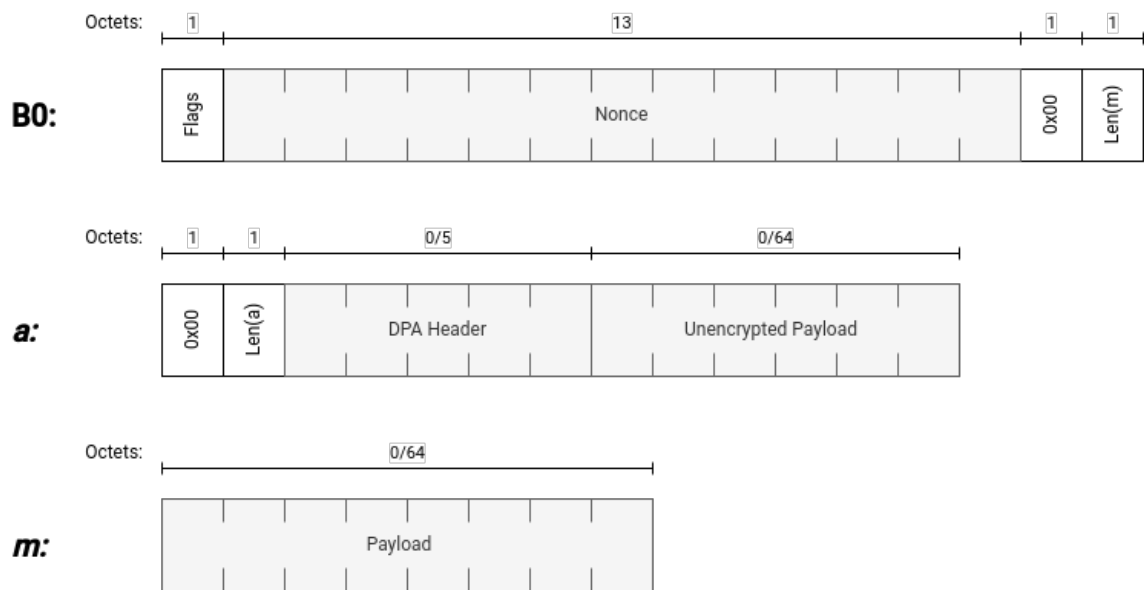 Octets: 1 13 1 1
B0: Flags Nonce 0x00 Len(m)
Octets: 1 1 0/5 0/64
a: 0x00 Len(a) DPA Header Unencrypted Payload
Octets: 0/64
m: Payload